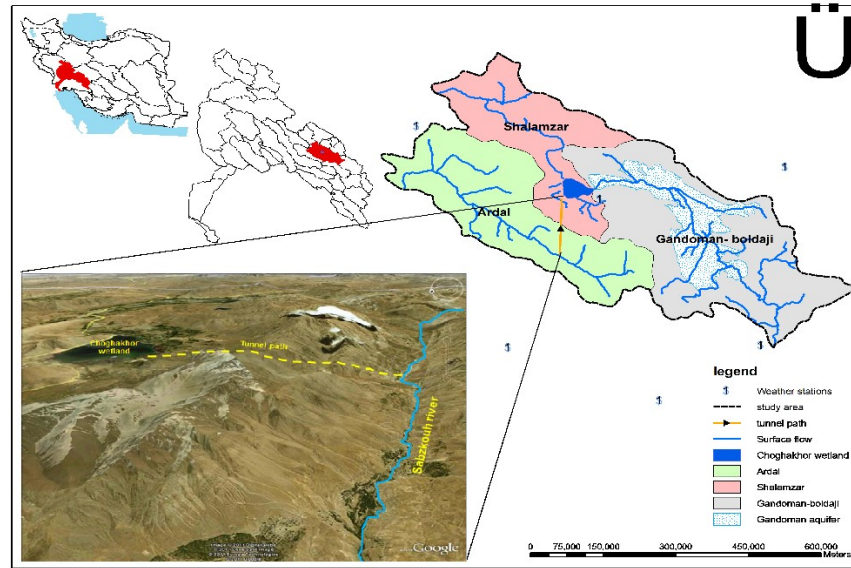 Ü
Shalamzar
Ardal
Gandoman- boldaji
1
Choghakhor
wetland
Tunnel path
Sabzkouh river
Google
legend
Weather stations
study area
tunnel path
Surface flow
Choghakhor wetland
Ardal
Shalamzar
Gandoman-boldaji
Gandoman aquifer
0 75,000 150,000 300,000 450,000 600,000
Meters